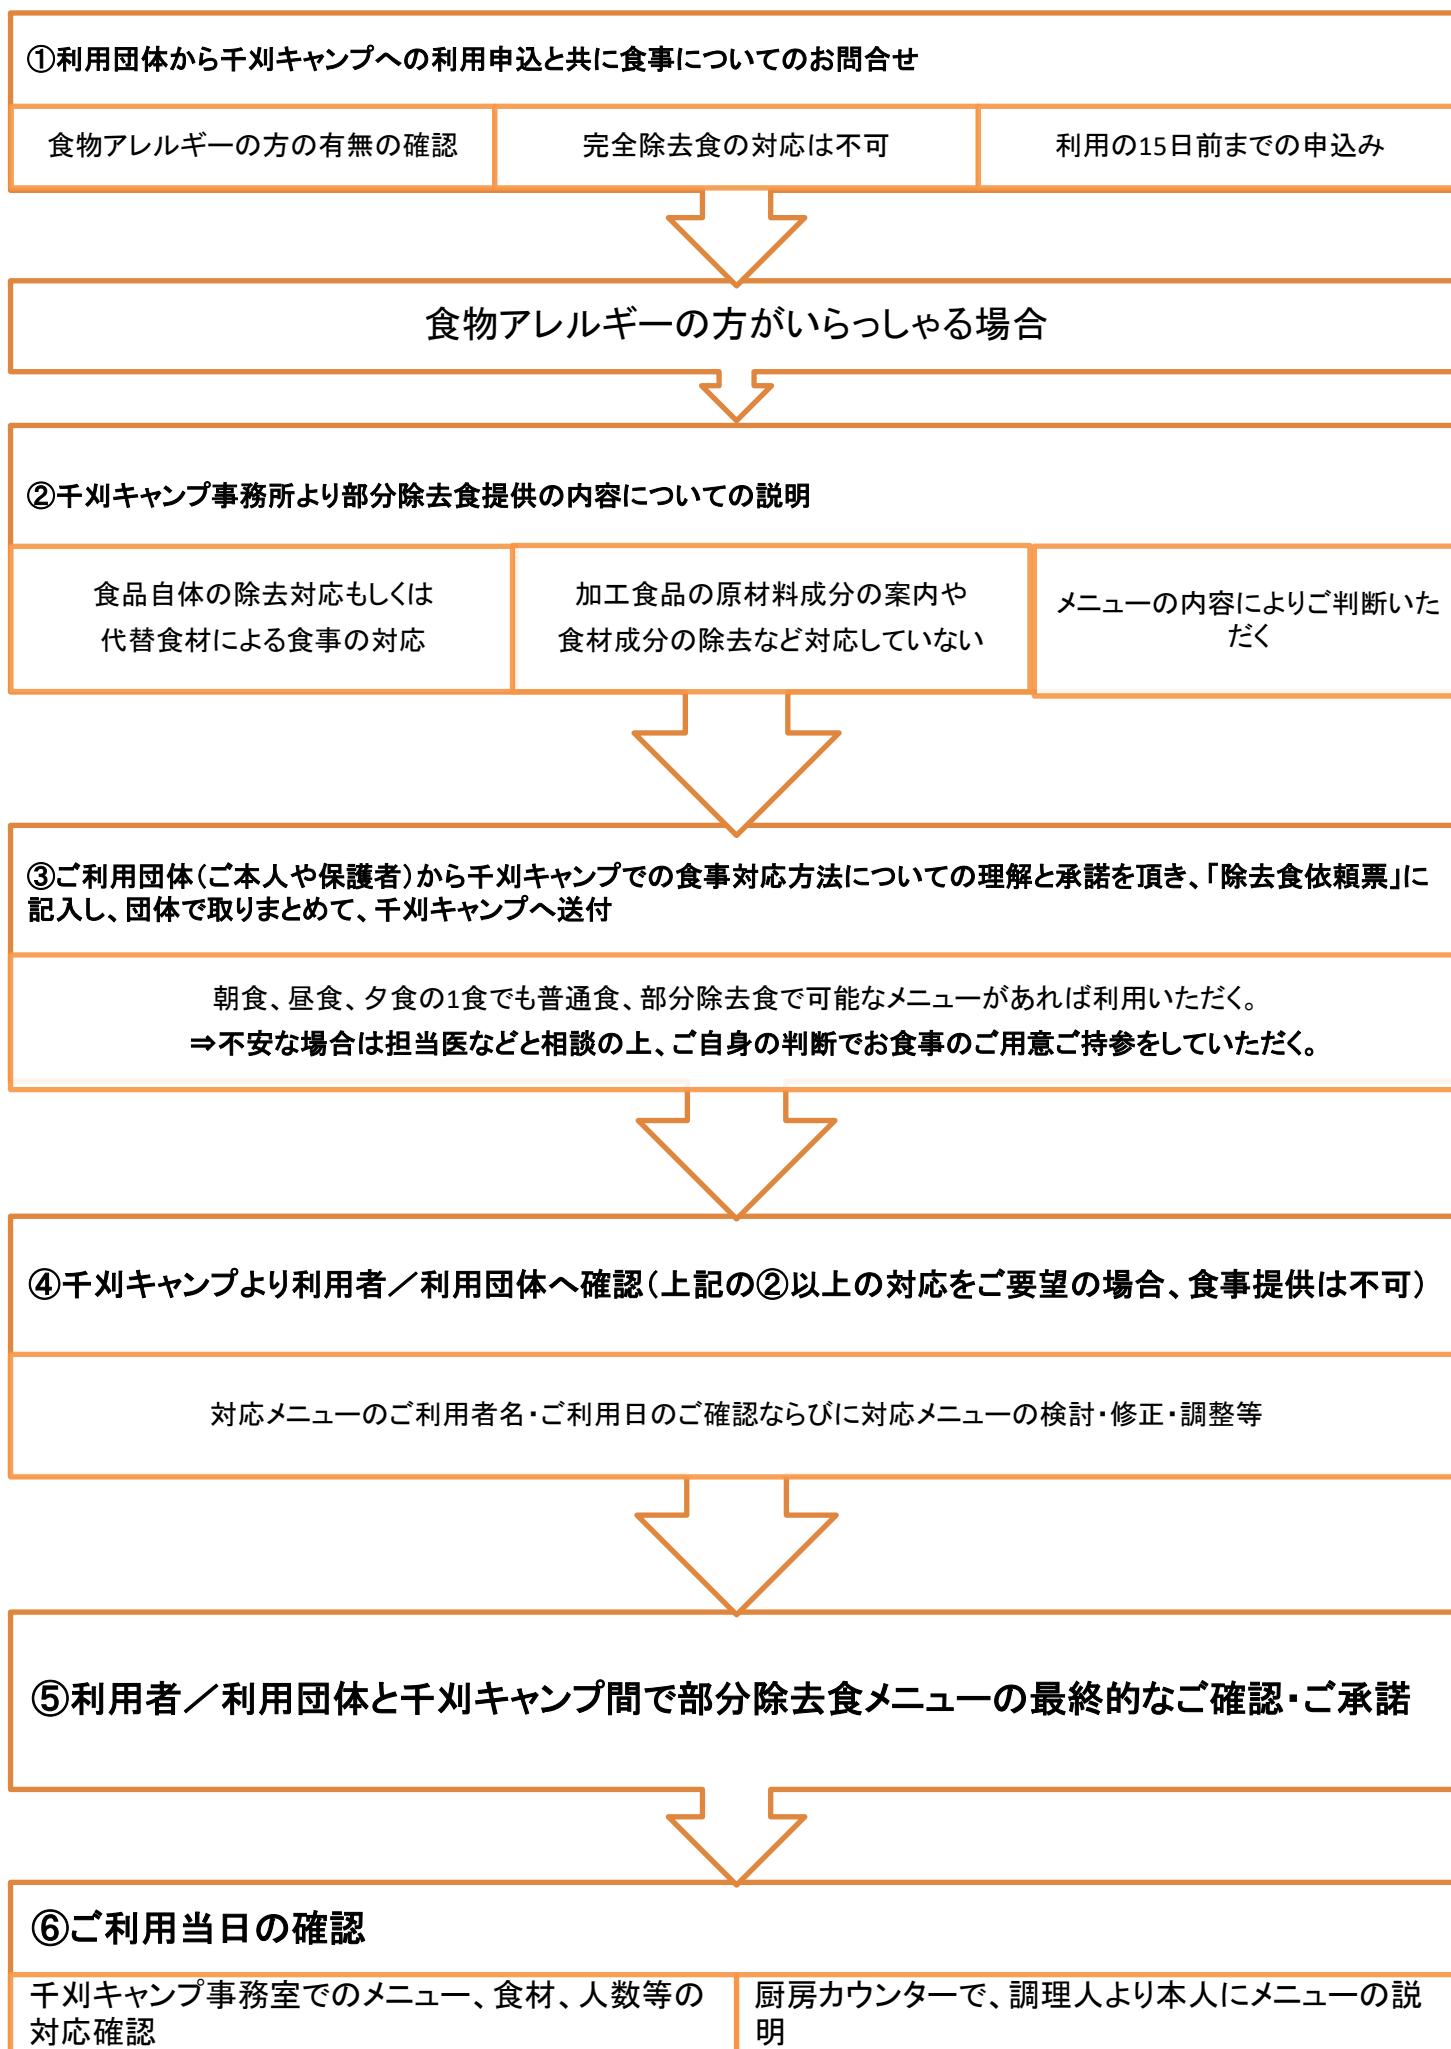 ①利用団体から千刈キャンプへの利用申込と共に食事についてのお問合せ
食物アレルギーの方の有無の確認
完全除去食の対応は不可
利用の15日前までの申込み
食物アレルギーの方がいらっしゃる場合
②千刈キャンプ事務所より部分除去食提供の内容についての説明
食品自体の除去対応もしくは
代替食材による食事の対応
加工食品の原材料成分の案内や
食材成分の除去など対応していない
メニューの内容によりご判断いた
だく
③ご利用団体（ご本人や保護者）から千刈キャンプでの食事対応方法についての理解と承諾を頂き、「除去食依頼票」に
記入し、団体で取りまとめて、千刈キャンプへ送付
朝食、昼食、夕食の1食でも普通食、部分除去食で可能なメニューがあれば利用いただく。
⇒不安な場合は担当医などと相談の上、ご自身の判断でお食事のご用意ご持参をしていただく。
④千刈キャンプより利用者／利用団体へ確認（上記の②以上の対応をご要望の場合、食事提供は不可）
対応メニューのご利用者名・ご利用日のご確認ならびに対応メニューの検討・修正・調整等
⑤利用者／利用団体と千刈キャンプ間で部分除去食メニューの最終的なご確認・ご承諾
⑥ご利用当日の確認
千刈キャンプ事務室でのメニュー、食材、人数等の
対応確認
厨房カウンターで、調理人より本人にメニューの説
明